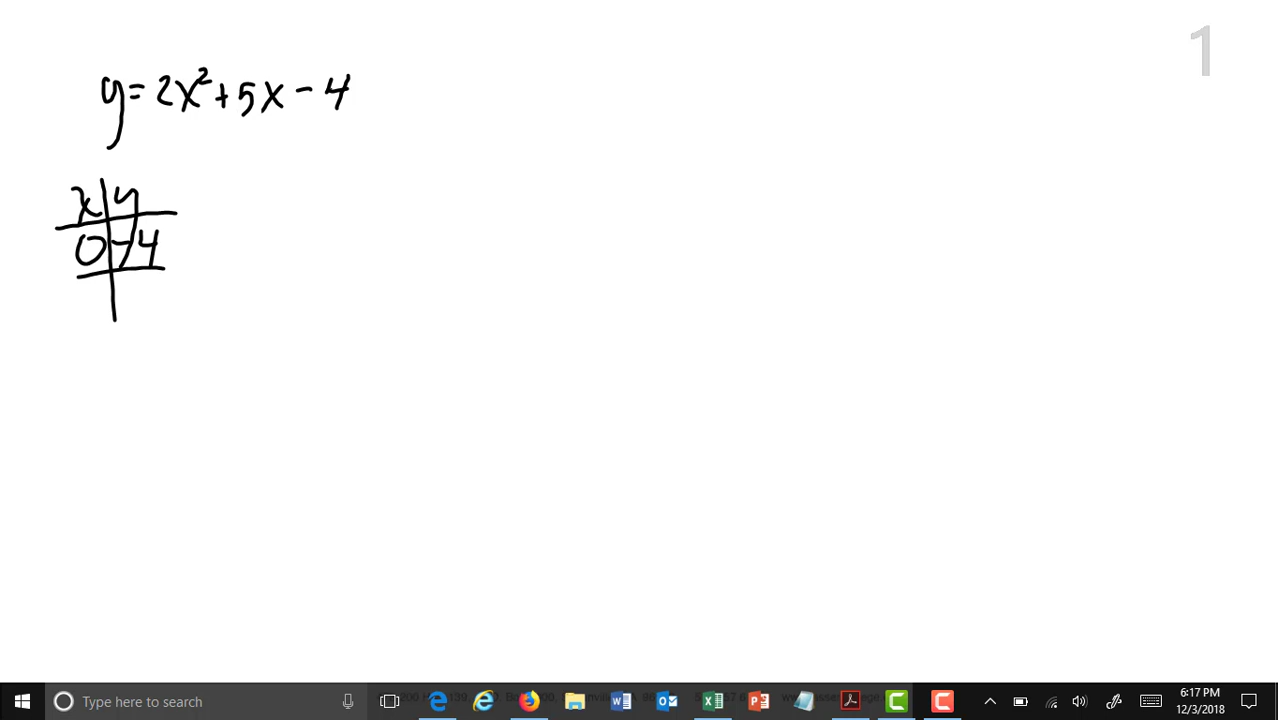 1
y=2x²+5x-4
x y
0 -4
Type here to search
6:17 PM
12/3/2018